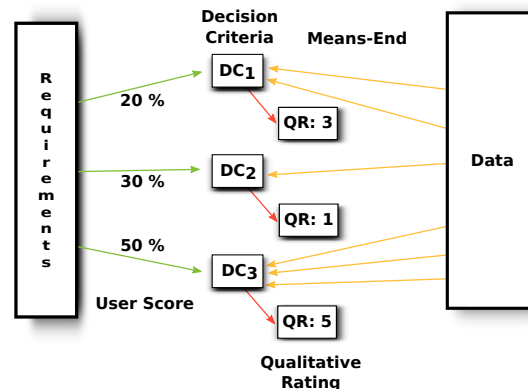 Decision
Criteria
Means-End
Requirements
DC1
20 %
QR: 3
Data
DC2
30 %
QR: 1
50 %
DC3
User Score
QR: 5
Qualitative
Rating